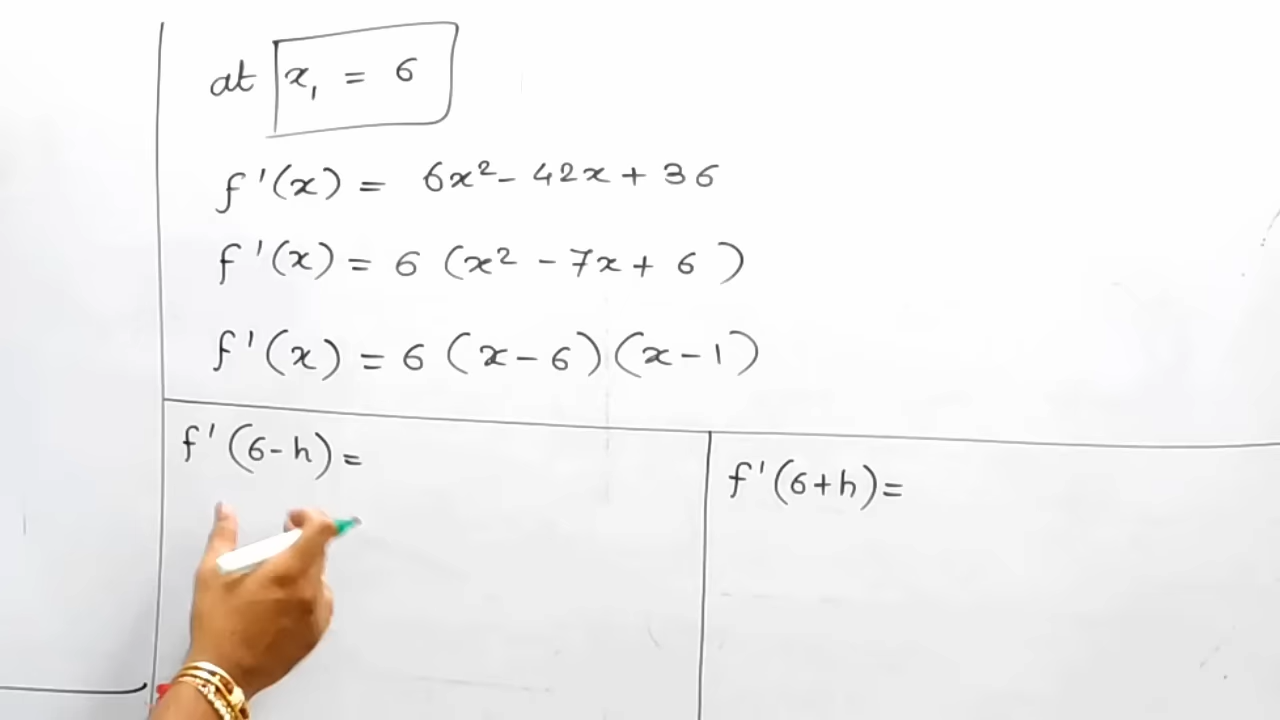 at x₁ = 6
f'(x) = 6x² - 42x + 36
f'(x) = 6 (x² - 7x + 6 )
f'(x) = 6 (x - 6) (x - 1)
f'(6 - h) =
f'(6 + h) =